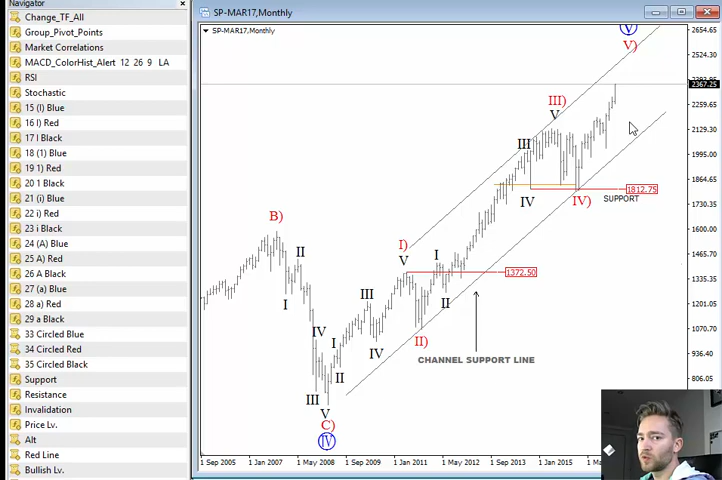 Navigator
Change_TF_All
Group_Pivot_Points
Market Correlations
MACD_ColorHist_Alert 12 26 9 LA
RSI
Stochastic
15 (I) Blue
16 I) Red
17 I Black
18 (1) Blue
19 1) Red
20 1 Black
21 (i) Blue
22 i) Red
23 i Black
24 (A) Blue
25 A) Red
26 A Black
27 (a) Blue
28 a) Red
29 a Black
33 Circled Blue
34 Circled Red
35 Circled Black
Support
Resistance
Invalidation
Price Lv.
Alt
Red Line
Bullish Lv.
SP-MAR17,Monthly
SP-MAR17,Monthly
V
V)
III)
V
III
IV
IV)
1812.75
SUPPORT
B)
II
I
I)
V
I
II
1372.50
III
IV
I
II
IV
II)
III
V
C)
IV
CHANNEL SUPPORT LINE
2654.65
2367.25
2259.65
2129.30
1995.00
1864.65
1730.35
1600.00
1465.70
1335.35
1201.05
1070.70
936.40
806.05
1 Sep 2005
1 Jan 2007
1 May 2008
1 Sep 2009
1 Jan 2011
1 May 2012
1 Sep 2013
1 Jan 2015